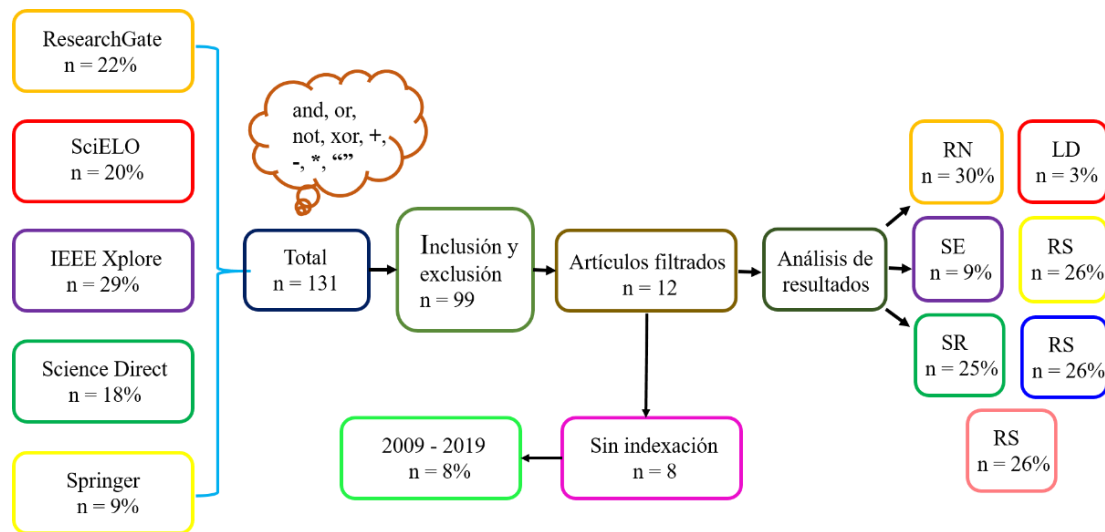 ResearchGate
n = 22%
SciELO
n = 20%
IEEE Xplore
n = 29%
Science Direct
n = 18%
Springer
n = 9%
and, or,
not, xor, +,
-, *, “”
Total
n = 131
Inclusión y
exclusión
n = 99
Artículos filtrados
n = 12
Análisis de
resultados
2009 - 2019
n = 8%
Sin indexación
n = 8
RN
n = 30%
LD
n = 3%
SE
n = 9%
RS
n = 26%
SR
n = 25%
RS
n = 26%
RS
n = 26%